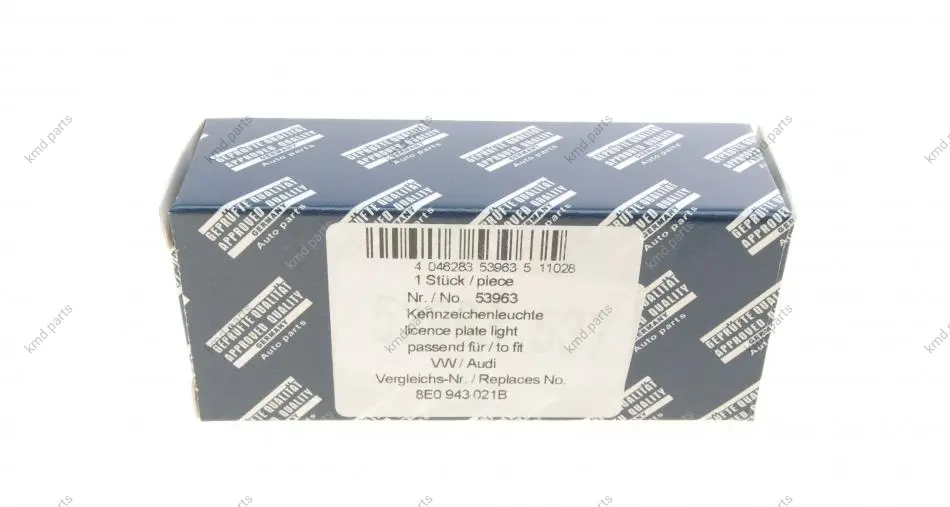 GEPRÜFTE QUALITÄT
APPROVED QUALITY
GERMANY
Auto parts
4 046283 53963 5 11028
1 Stück / piece
Nr. / No. 53963
Kennzeichenleuchte
licence plate light
passend für / to fit
VW / Audi
Vergleichs-Nr. / Replaces No.
8E0 943 021B
kmd.parts